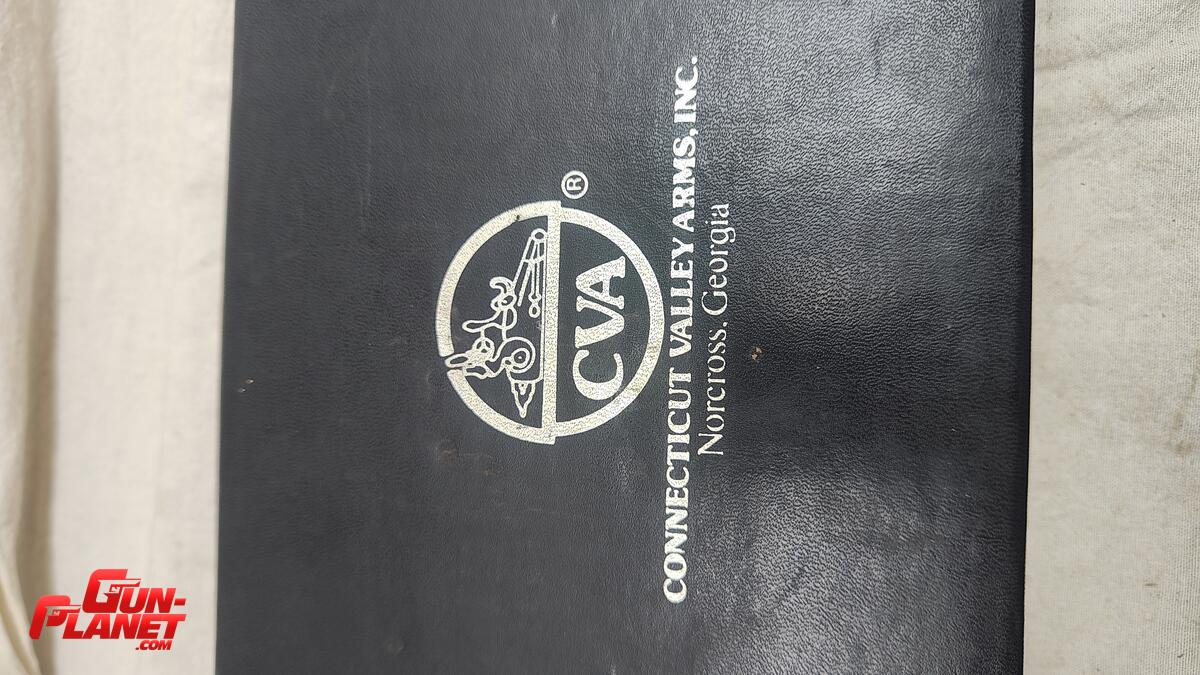 CVA
®
CONNECTICUT VALLEY ARMS, INC.
Norcross, Georgia
GUN-
PLANET
.COM